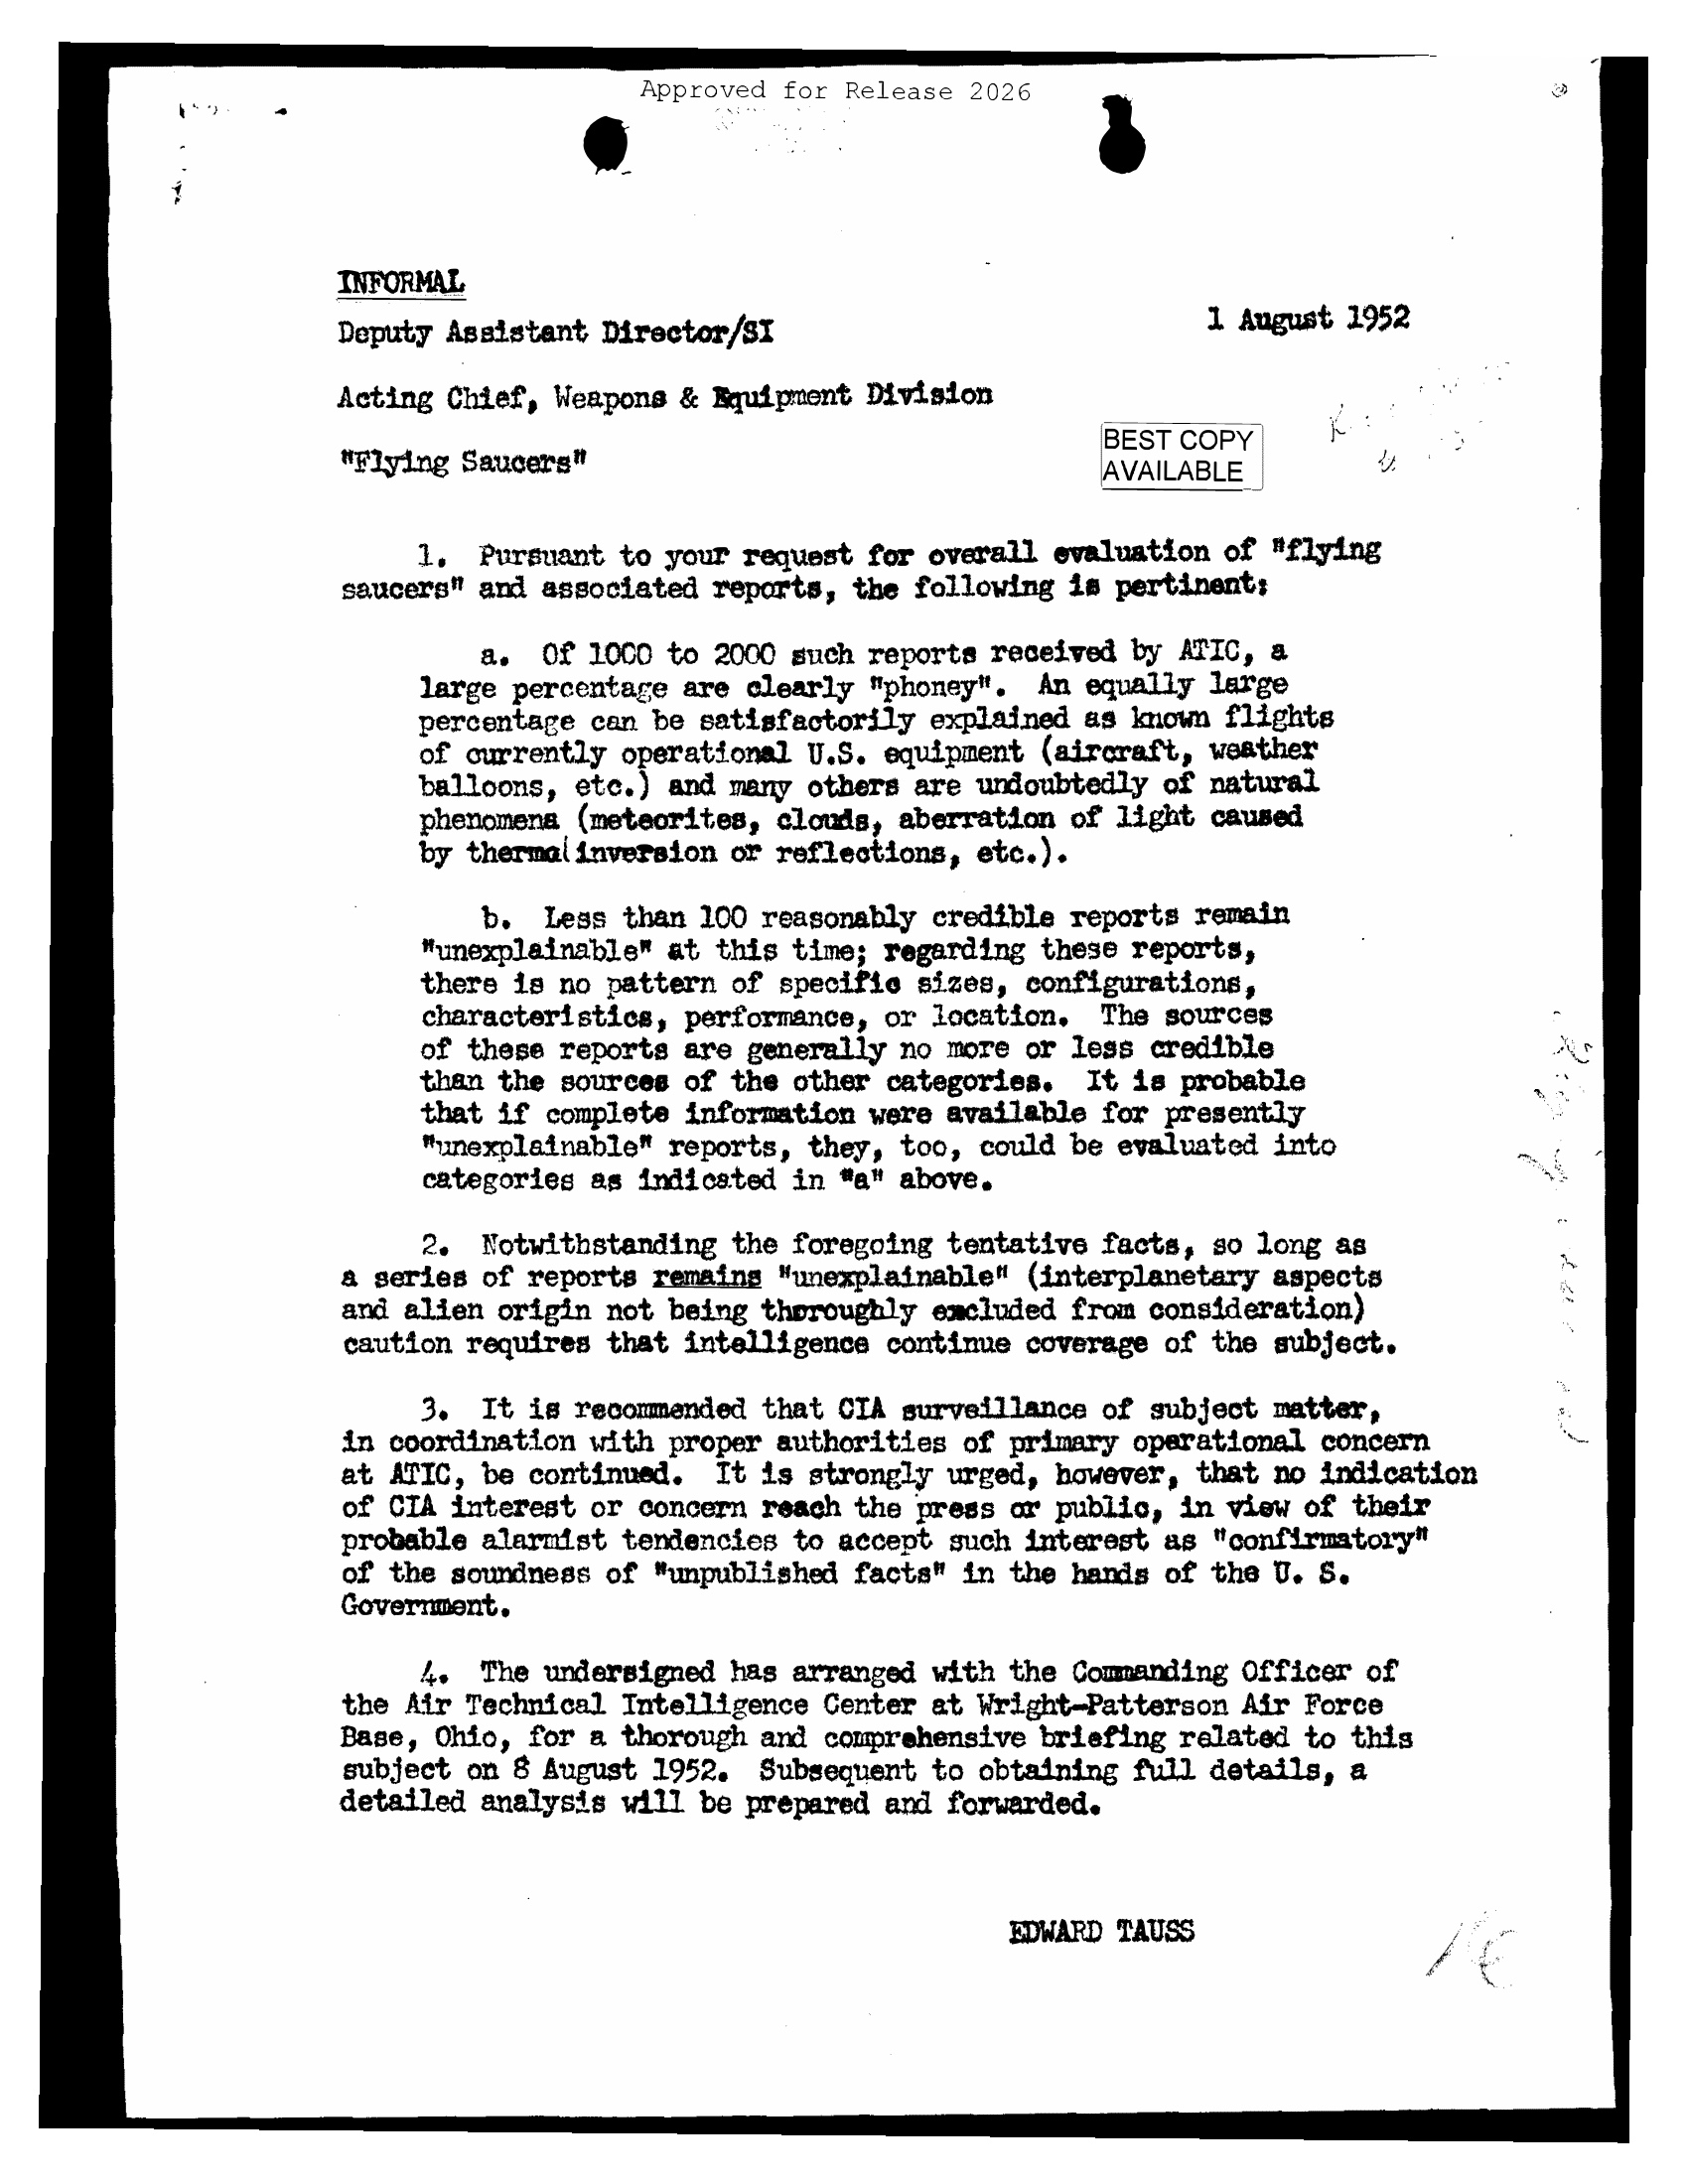 Approved for Release 2026
INFORMAL
Deputy Assistant Director/SI
1 August 1952
Acting Chief, Weapons & Equipment Division
BEST COPY
AVAILABLE
"Flying Saucers"
1. Pursuant to your request for overall evaluation of "flying
saucers" and associated reports, the following is pertinent:
a. Of 1000 to 2000 such reports received by ATIC, a
large percentage are clearly "phoney". An equally large
percentage can be satisfactorily explained as known flights
of currently operational U.S. equipment (aircraft, weather
balloons, etc.) and many others are undoubtedly of natural
phenomena (meteorites, clouds, aberration of light caused
by thermal inversion or reflections, etc.).
b. Less than 100 reasonably credible reports remain
"unexplainable" at this time; regarding these reports,
there is no pattern of specific sizes, configurations,
characteristics, performance, or location. The sources
of these reports are generally no more or less credible
than the sources of the other categories. It is probable
that if complete information were available for presently
"unexplainable" reports, they, too, could be evaluated into
categories as indicated in "a" above.
2. Notwithstanding the foregoing tentative facts, so long as
a series of reports remains "unexplainable" (interplanetary aspects
and alien origin not being thoroughly excluded from consideration)
caution requires that intelligence continue coverage of the subject.
3. It is recommended that CIA surveillance of subject matter,
in coordination with proper authorities of primary operational concern
at ATIC, be continued. It is strongly urged, however, that no indication
of CIA interest or concern reach the press or public, in view of their
probable alarmist tendencies to accept such interest as "confirmatory"
of the soundness of "unpublished facts" in the hands of the U. S.
Government.
4. The undersigned has arranged with the Commanding Officer of
the Air Technical Intelligence Center at Wright-Patterson Air Force
Base, Ohio, for a thorough and comprehensive briefing related to this
subject on 8 August 1952. Subsequent to obtaining full details, a
detailed analysis will be prepared and forwarded.
EDWARD TAUSS